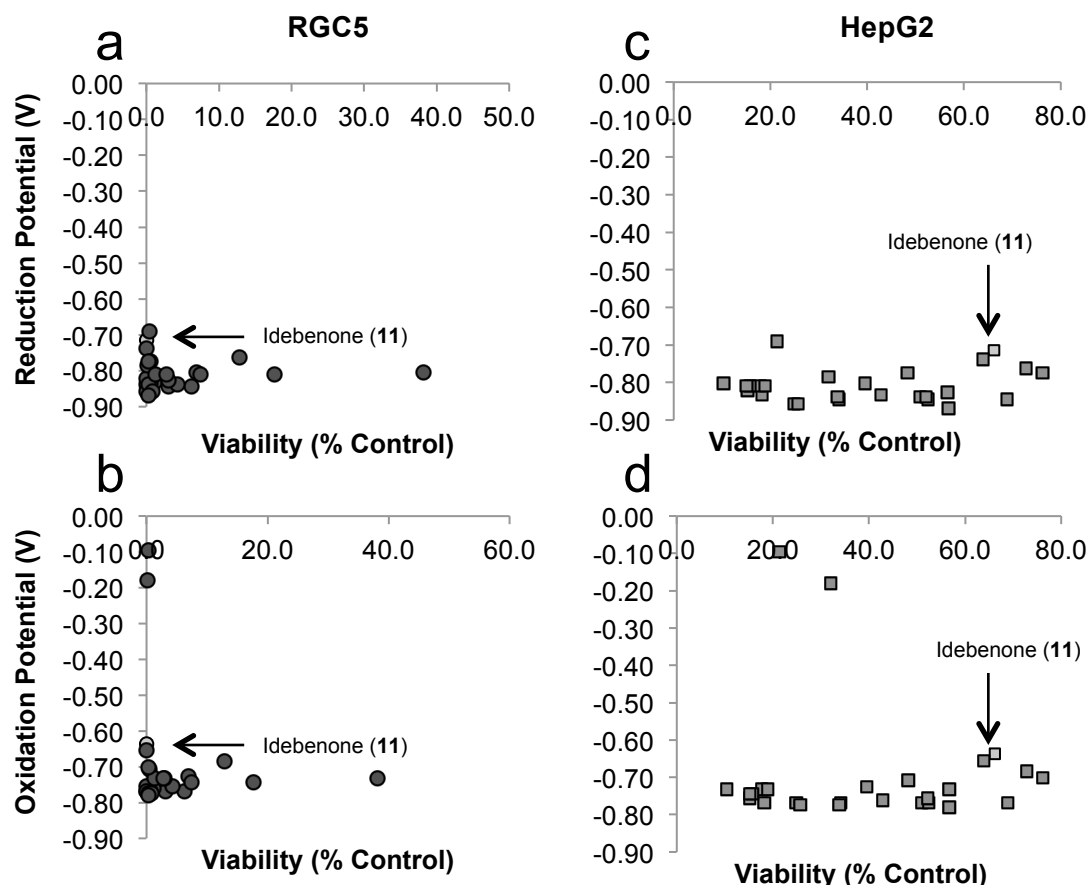 RGC5
HepG2
a
Reduction Potential (V)
0.00
-0.10
-0.20
-0.30
-0.40
-0.50
-0.60
-0.70
-0.80
-0.90
0.0 10.0 20.0 30.0 40.0 50.0
Idebenone (11)
Viability (% Control)
c
0.00
-0.10
-0.20
-0.30
-0.40
-0.50
-0.60
-0.70
-0.80
-0.90
0.0 20.0 40.0 60.0 80.0
Idebenone (11)
Viability (% Control)
b
Oxidation Potential (V)
0.00
-0.10
-0.20
-0.30
-0.40
-0.50
-0.60
-0.70
-0.80
-0.90
0.0 20.0 40.0 60.0
Idebenone (11)
Viability (% Control)
d
0.00
-0.10
-0.20
-0.30
-0.40
-0.50
-0.60
-0.70
-0.80
-0.90
0.0 20.0 40.0 60.0 80.0
Idebenone (11)
Viability (% Control)